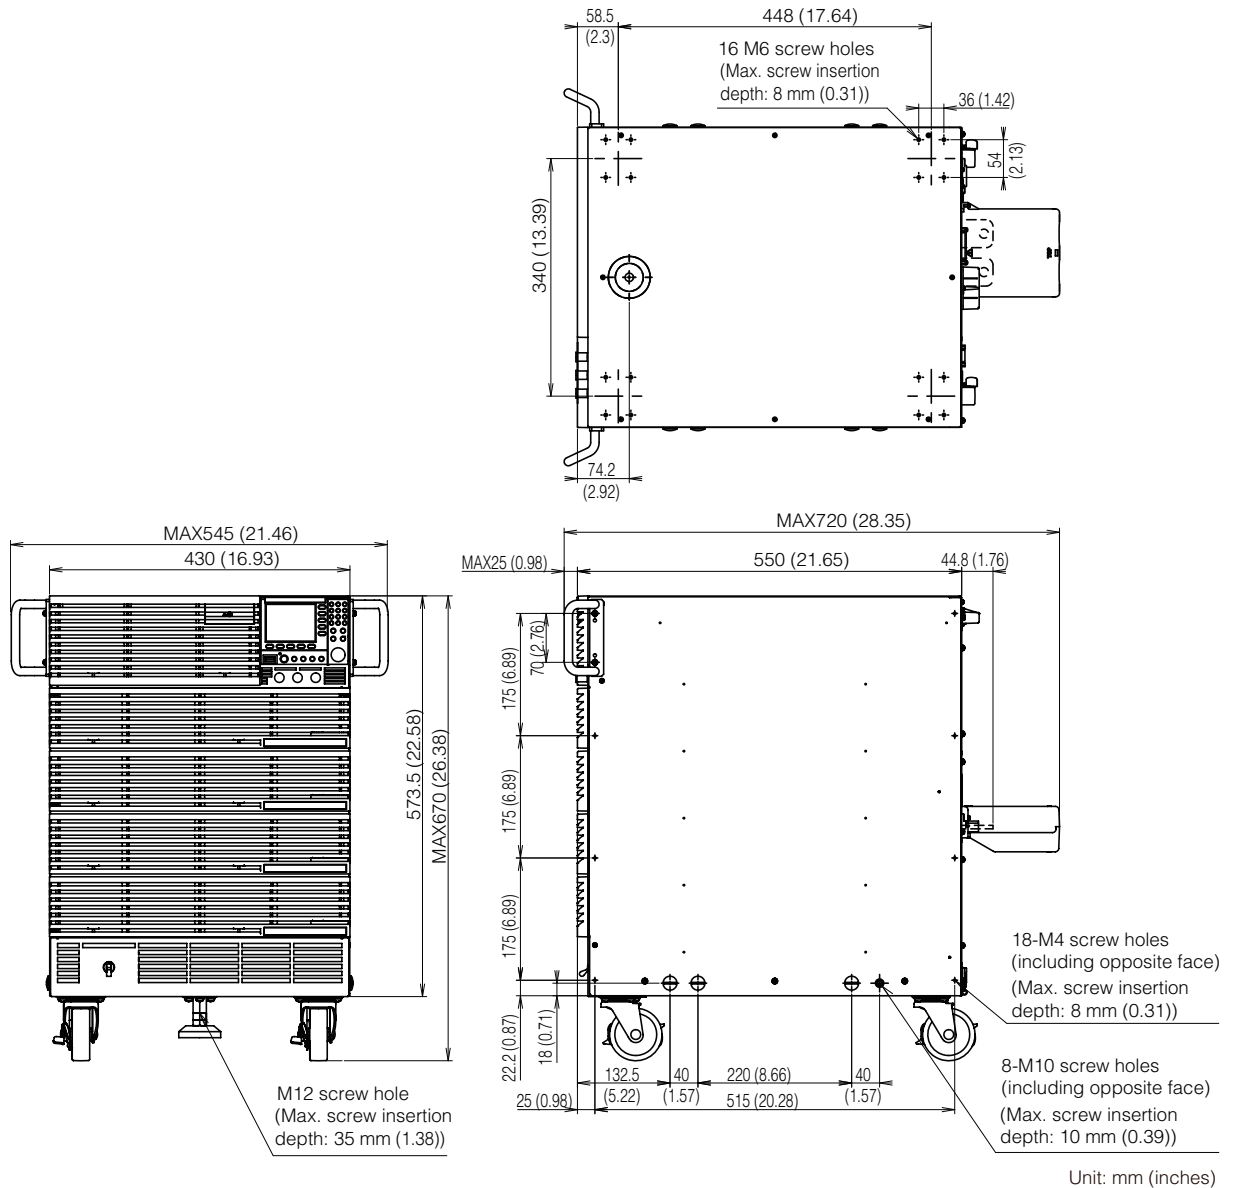 58.5
(2.3)
448 (17.64)
16 M6 screw holes
(Max. screw insertion
depth: 8 mm (0.31))
36 (1.42)
54
(2.13)
340 (13.39)
74.2
(2.92)
MAX545 (21.46)
430 (16.93)
573.5 (22.58)
MAX670 (26.38)
M12 screw hole
(Max. screw insertion
depth: 35 mm (1.38))
MAX720 (28.35)
MAX25 (0.98)
550 (21.65)
44.8 (1.76)
70 (2.76)
175 (6.89)
175 (6.89)
175 (6.89)
22.2 (0.87)
18 (0.71)
132.5
(5.22)
40
(1.57)
220 (8.66)
40
(1.57)
25 (0.98)
515 (20.28)
18-M4 screw holes
(including opposite face)
(Max. screw insertion
depth: 8 mm (0.31))
8-M10 screw holes
(including opposite face)
(Max. screw insertion
depth: 10 mm (0.39))
Unit: mm (inches)